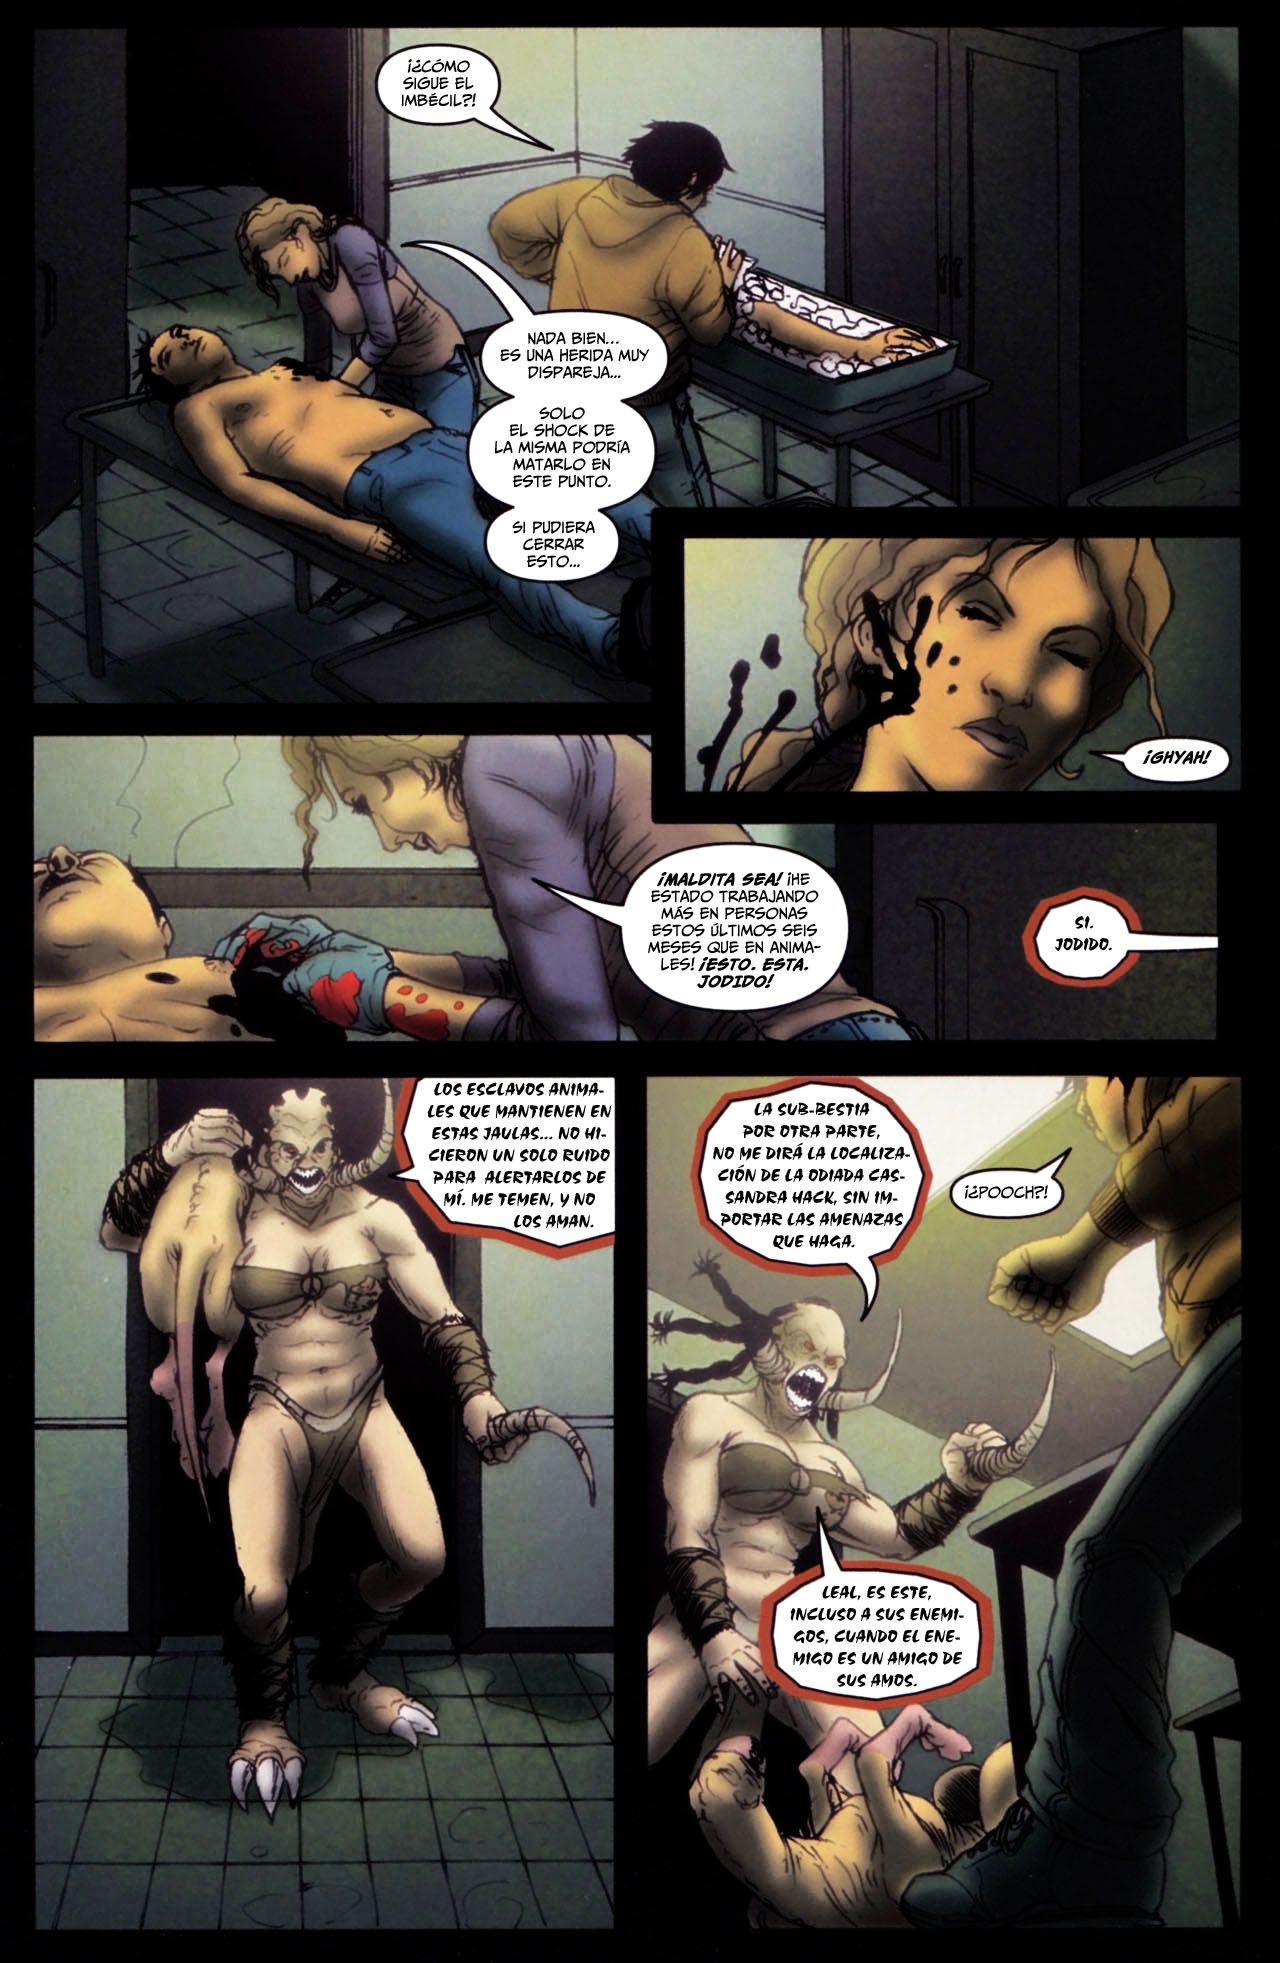 ¡¿CÓMO
SIGUE EL
IMBÉCIL?!
NADA BIEN...
ES UNA HERIDA MUY
DISPAREJA...
SOLO
EL SHOCK DE
LA MISMA PODRÍA
MATARLO EN
ESTE PUNTO.
SI PUDIERA
CERRAR
ESTO...
¡GHYAH!
¡MALDITA SEA! ¡HE
ESTADO TRABAJANDO
MÁS EN PERSONAS
ESTOS ÚLTIMOS SEIS
MESES QUE EN ANIMA-
LES! ¡ESTO. ESTA.
JODIDO!
SI.
JODIDO.
LOS ESCLAVOS ANIMA-
LES QUE MANTIENEN EN
ESTAS JAULAS... NO HI-
CIERON UN SOLO RUIDO
PARA ALERTARLOS DE
MÍ. ME TEMEN, Y NO
LOS AMAN.
LA SUB-BESTIA
POR OTRA PARTE,
NO ME DIRÁ LA LOCALIZA-
CIÓN DE LA ODIADA CAS-
SANDRA HACK, SIN IM-
PORTAR LAS AMENAZAS
QUE HAGA.
¡¿POOCH?!
LEAL, ES ESTE,
INCLUSO A SUS ENEMI-
GOS, CUANDO EL ENE-
MIGO ES UN AMIGO DE
SUS AMOS.